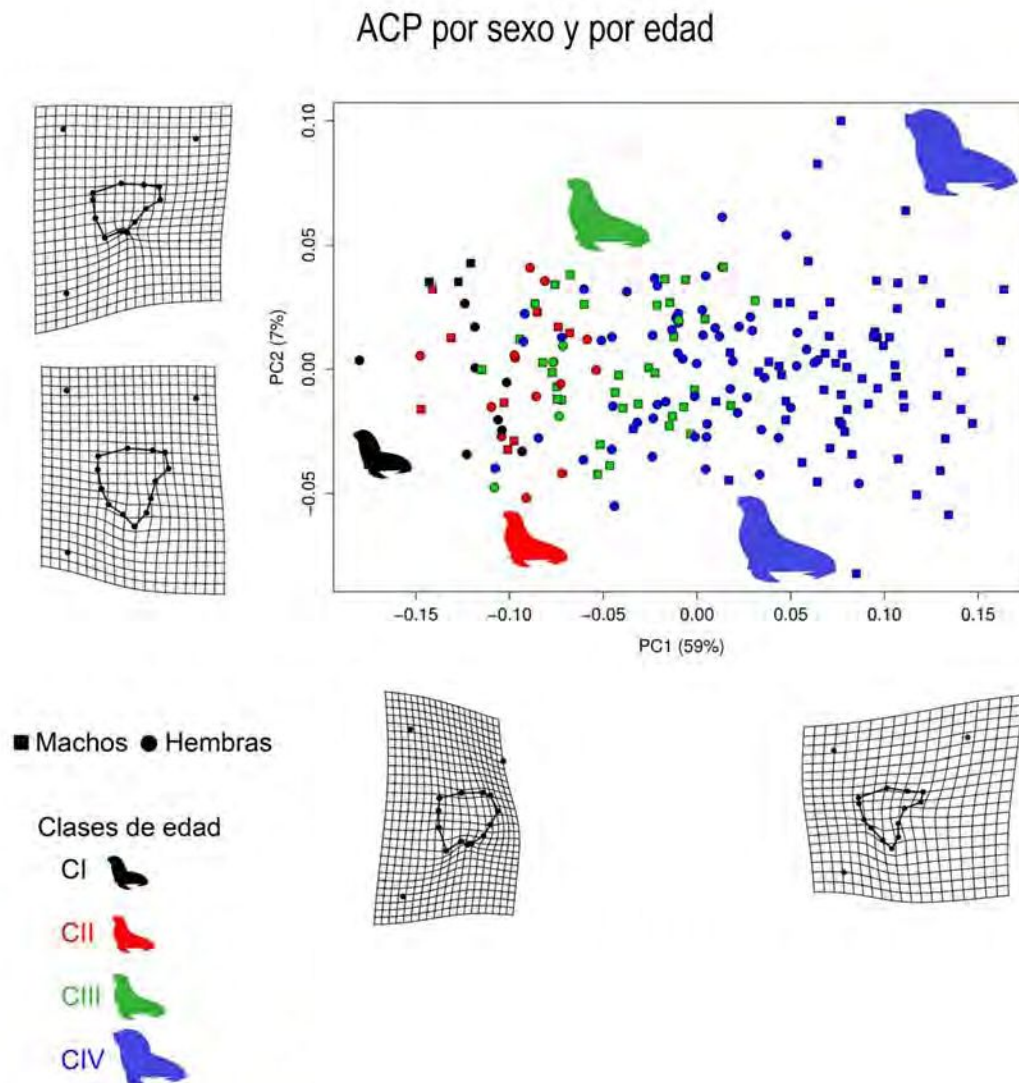 ACP por sexo y por edad
0.10
0.05
0.00
−0.05
PC2 (7%)
−0.15
−0.10
−0.05
0.00
0.05
0.10
0.15
PC1 (59%)
Machos
Hembras
Clases de edad
CI
CII
CIII
CIV